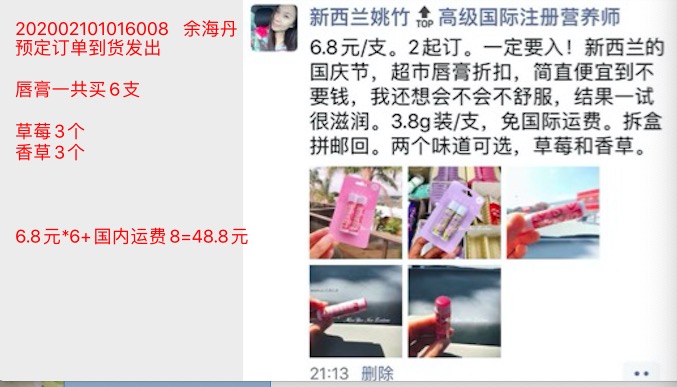 202002101016008 余海丹
预定订单到货发出
唇膏一共买6支
草莓3个
香草3个
6.8元*6+国内运费8=48.8元
新西兰姚竹 TOP 高级国际注册营养师
6.8元/支。2起订。一定要入！新西兰的
国庆节，超市唇膏折扣，简直便宜到不
要钱，我还想会不会不舒服，结果一试
很滋润。3.8g装/支，免国际运费。拆盒
拼邮回。两个味道可选，草莓和香草。
21:13 删除